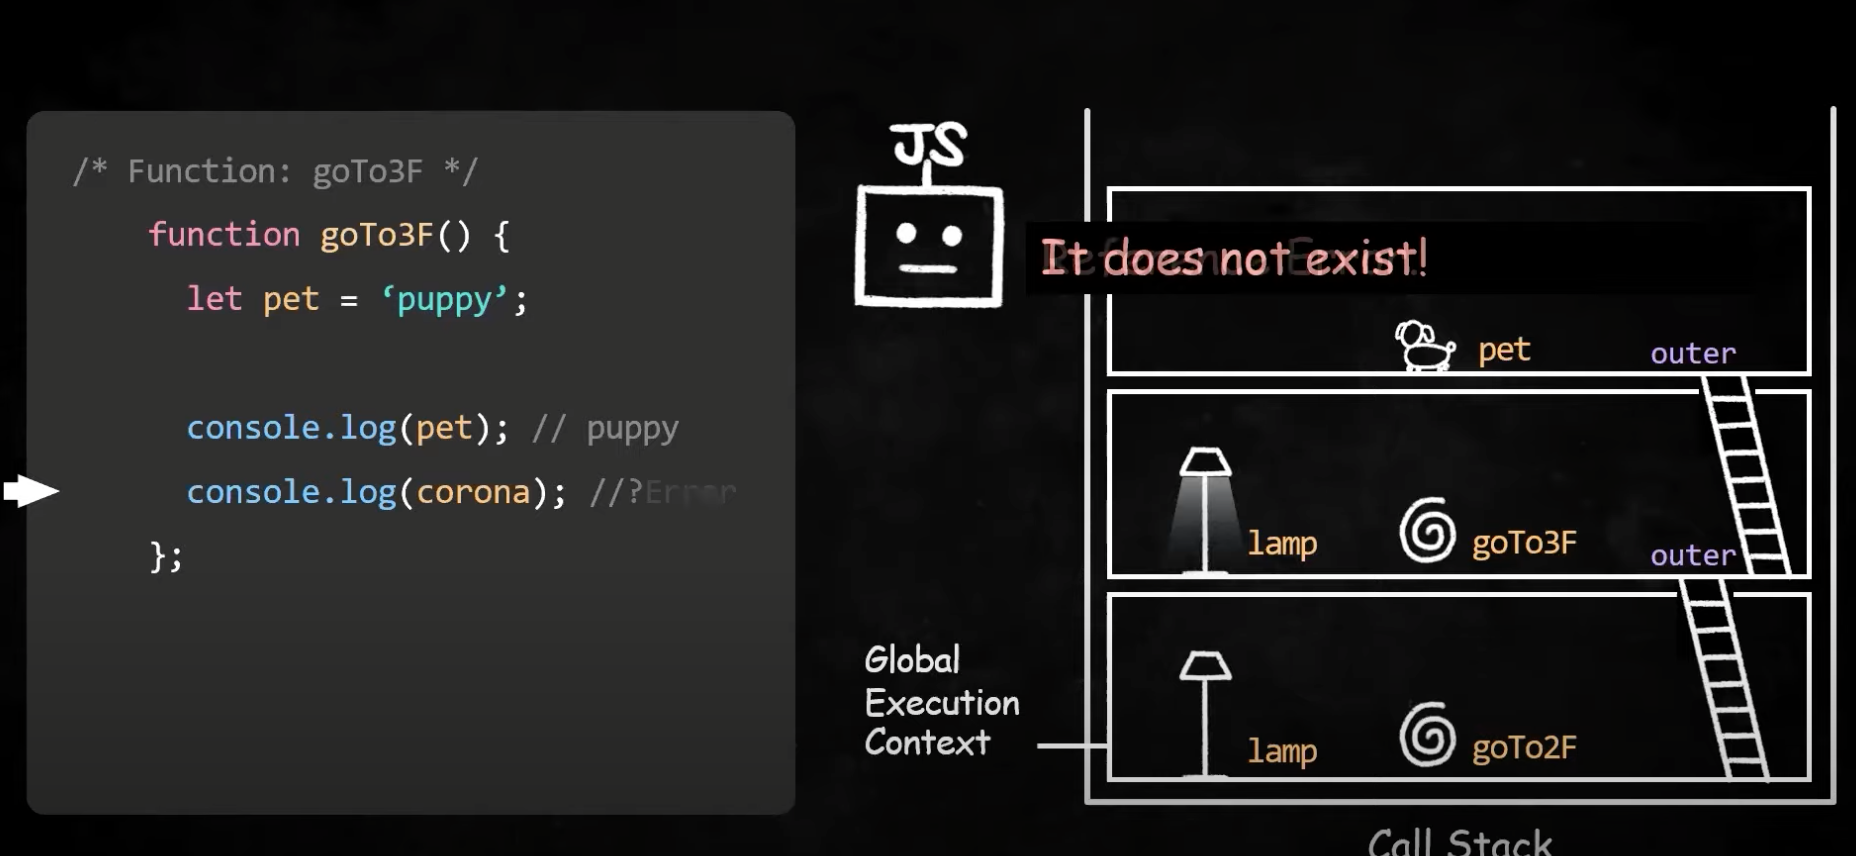 /* Function: goTo3F */
function goTo3F() {
let pet = ‘puppy’;
console.log(pet); // puppy
console.log(corona); //?Error
};
JS
It does not exist!
pet
outer
lamp
goTo3F
outer
Global
Execution
Context
lamp
goTo2F
Call Stack